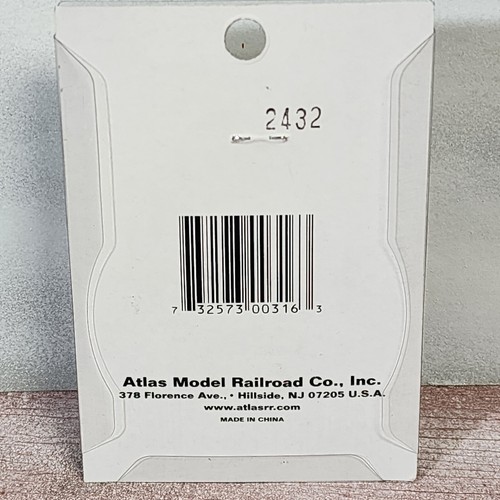 2432
7 32573 00316 3
Atlas Model Railroad Co., Inc.
378 Florence Ave., • Hillside, NJ 07205 U.S.A.
www.atlasrr.com
MADE IN CHINA